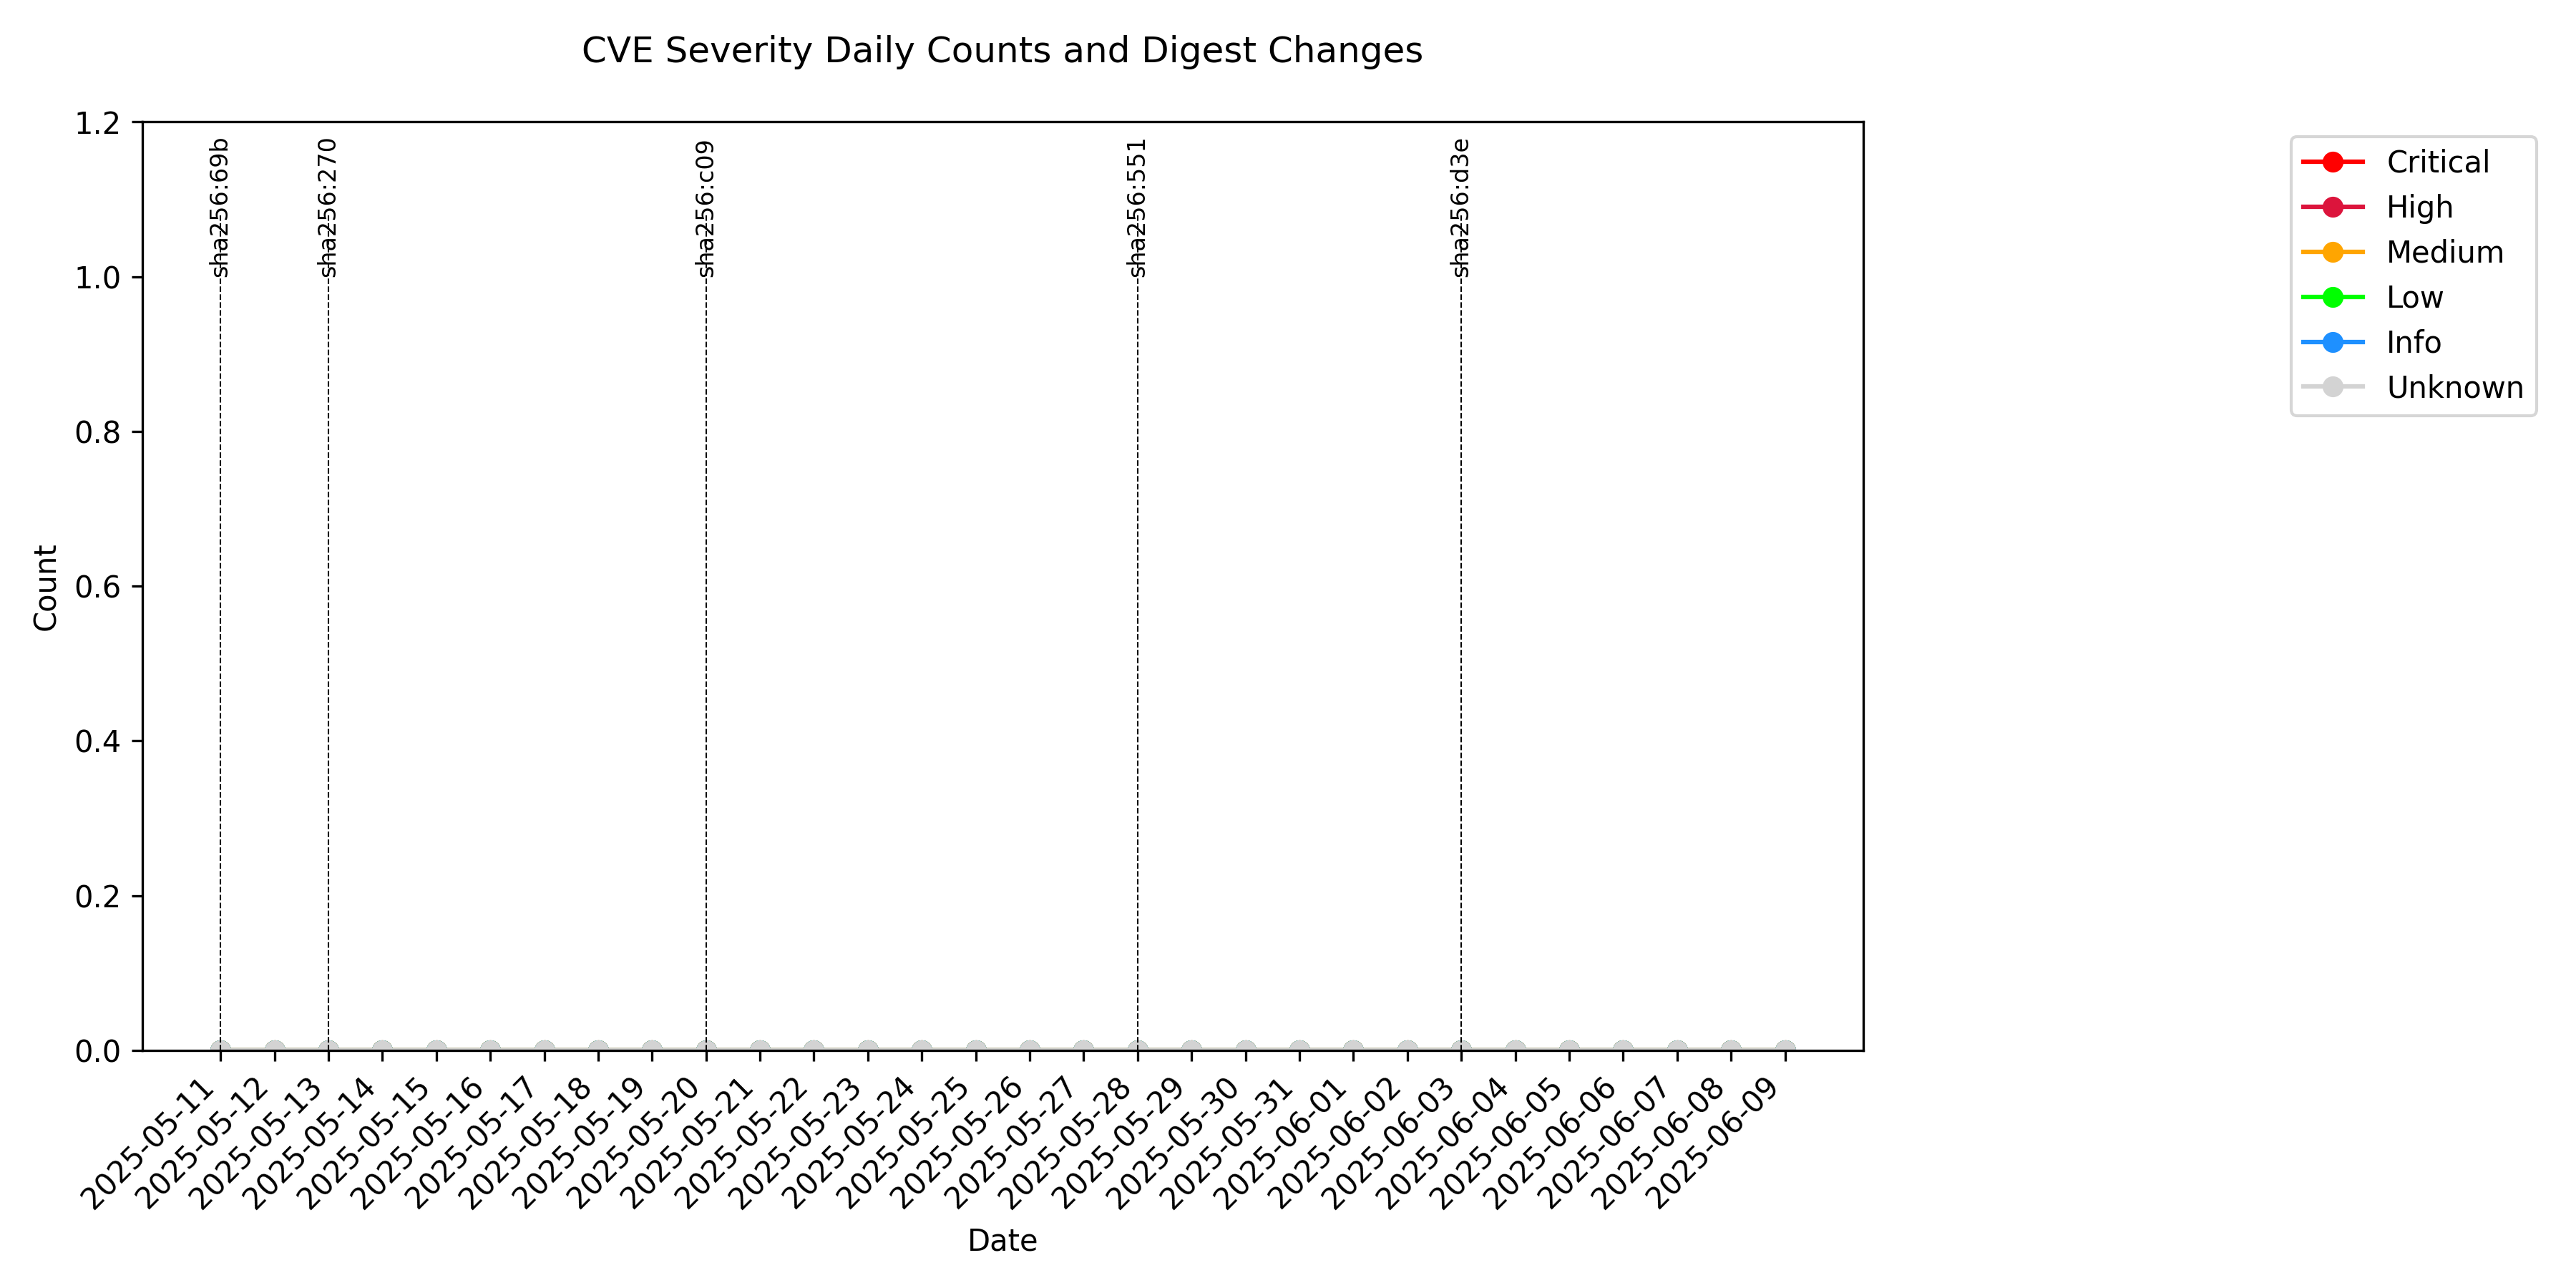 CVE Severity Daily Counts and Digest Changes
1.2
1.0
0.8
0.6
0.4
0.2
0.0
Count
sha256:69b
sha256:270
sha256:c09
sha256:551
sha256:d3e
Critical
High
Medium
Low
Info
Unknown
2025-05-11
2025-05-12
2025-05-13
2025-05-14
2025-05-15
2025-05-16
2025-05-17
2025-05-18
2025-05-19
2025-05-20
2025-05-21
2025-05-22
2025-05-23
2025-05-24
2025-05-25
2025-05-26
2025-05-27
2025-05-28
2025-05-29
2025-05-30
2025-05-31
2025-06-01
2025-06-02
2025-06-03
2025-06-04
2025-06-05
2025-06-06
2025-06-07
2025-06-08
2025-06-09
Date